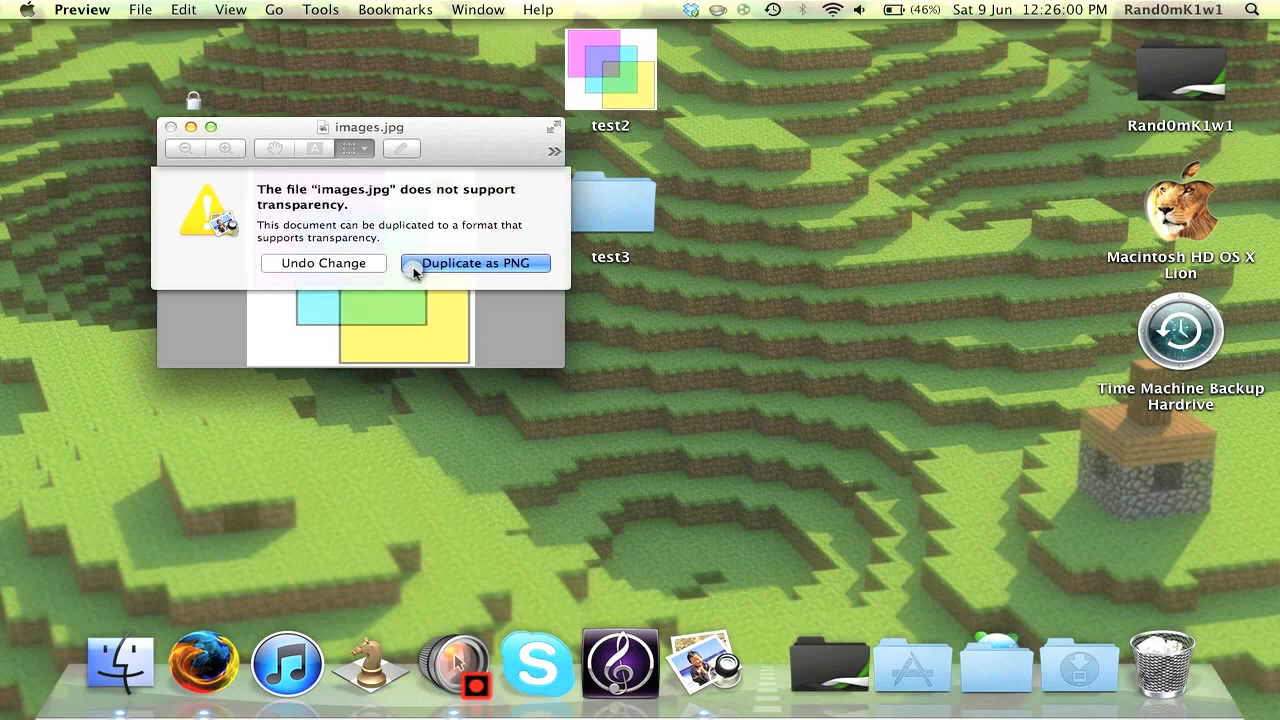 Preview File Edit View Go Tools Bookmarks Window Help (46%) Sat 9 Jun 12:26:00 PM Rand0mK1w1
images.jpg
A
The file “images.jpg” does not support
transparency.
This document can be duplicated to a format that
supports transparency.
Undo Change Duplicate as PNG
test2
test3
Rand0mK1w1
Macintosh HD OS X
Lion
Time Machine Backup
Hardrive